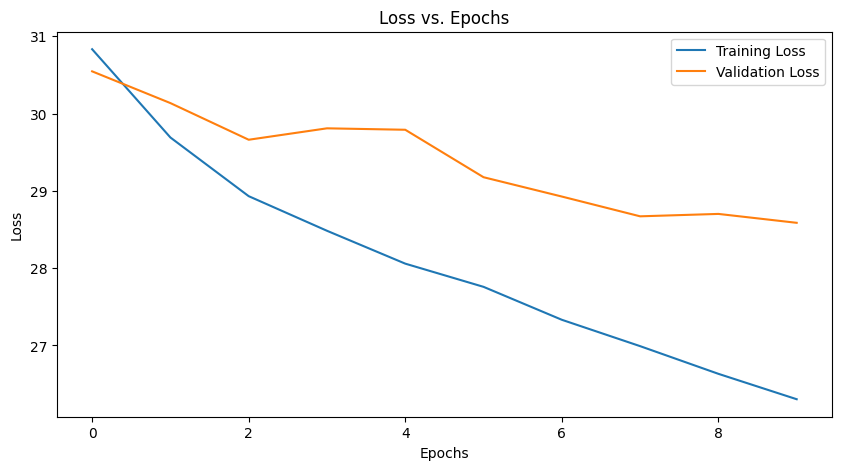 Loss vs. Epochs
31
30
29
28
27
Loss
Training Loss
Validation Loss
0 2 4 6 8
Epochs